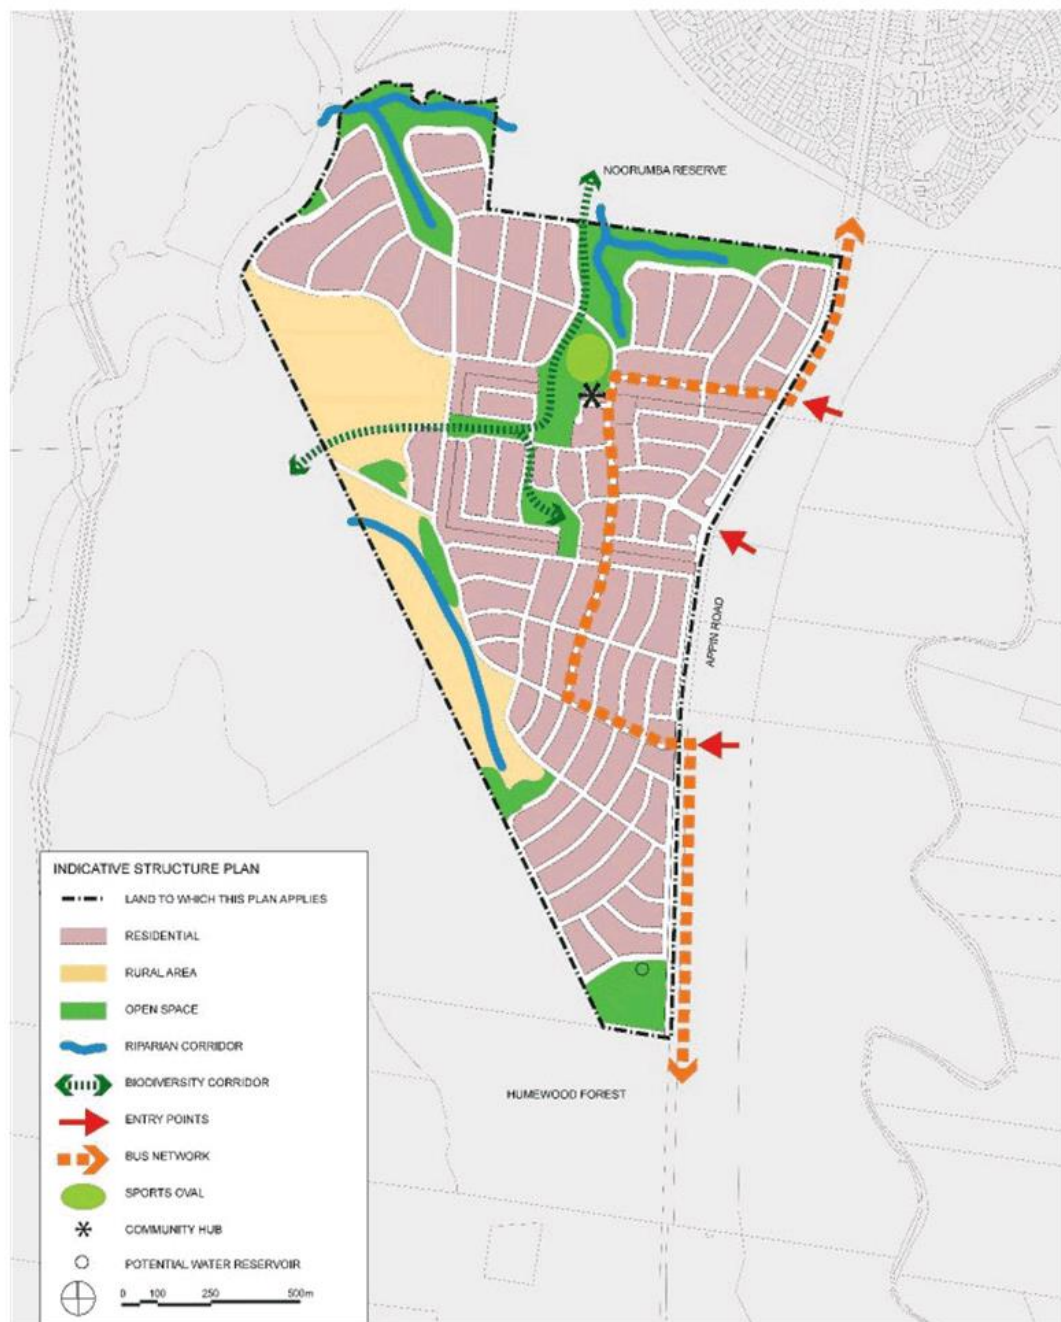 NOORUMBA RESERVE
APPIN ROAD
HUMEWOOD FOREST
INDICATIVE STRUCTURE PLAN
LAND TO WHICH THIS PLAN APPLIES
RESIDENTIAL
RURAL AREA
OPEN SPACE
RIPARIAN CORRIDOR
BIODIVERSITY CORRIDOR
ENTRY POINTS
BUS NETWORK
SPORTS OVAL
COMMUNITY HUB
POTENTIAL WATER RESERVOIR
0 100 250 500m